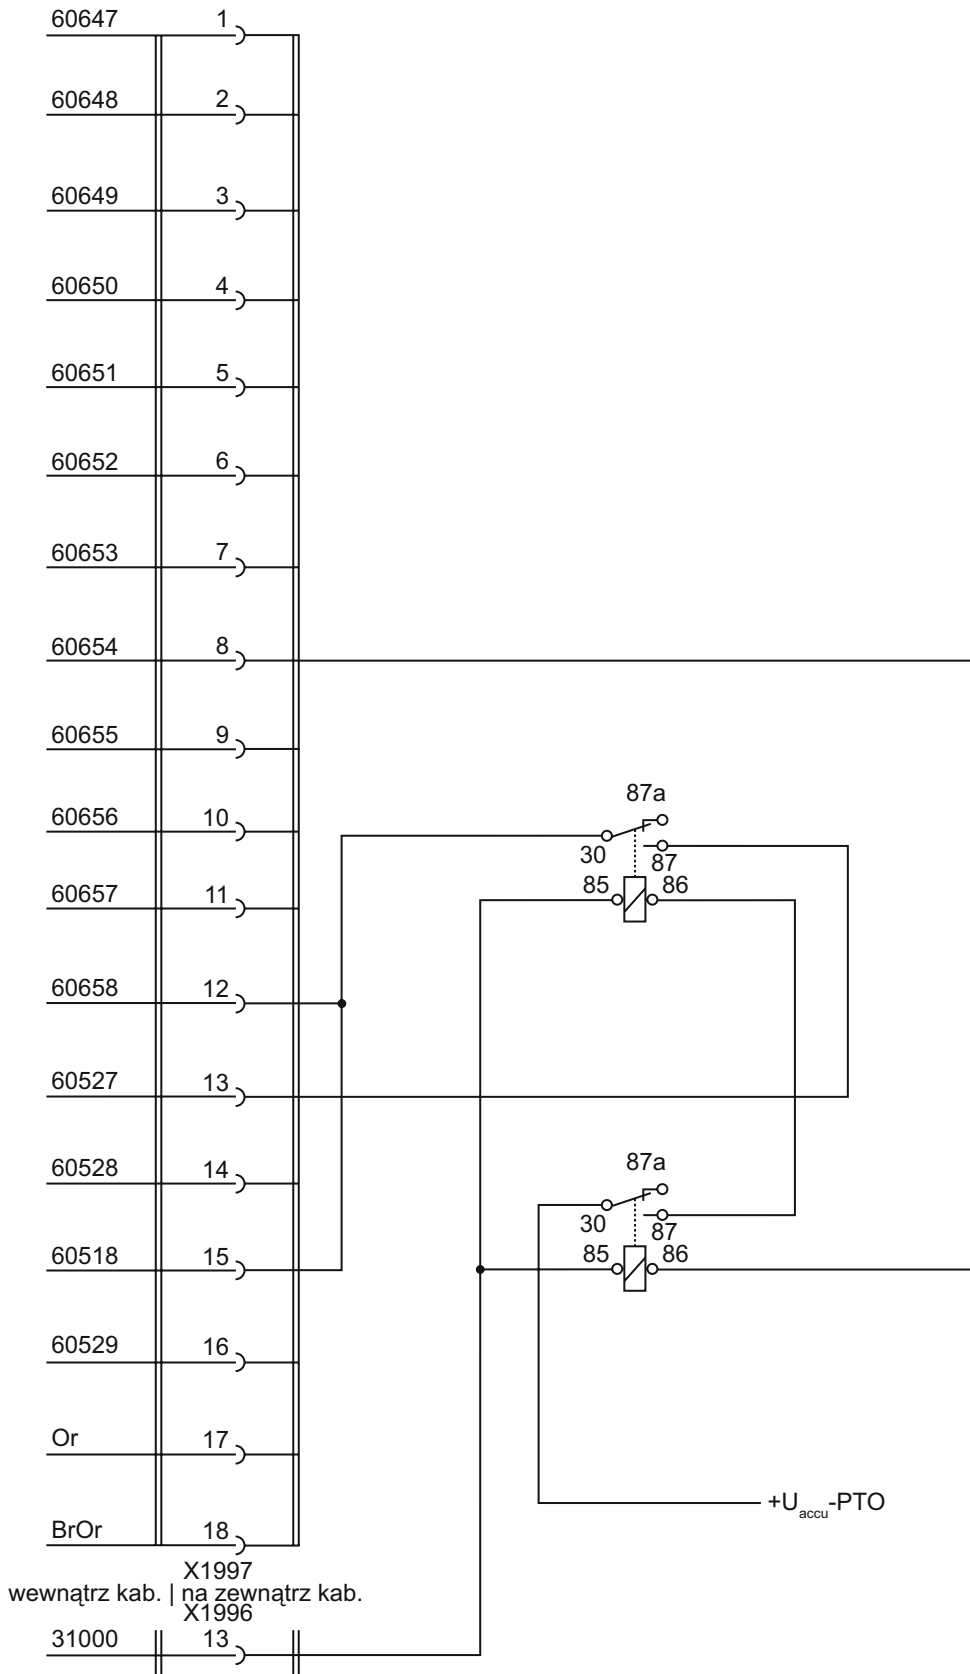 60647 1
60648 2
60649 3
60650 4
60651 5
60652 6
60653 7
60654 8
60655 9
87a
60656 10
30 87
60657 11 85 86
60658 12
60527 13
60528 14 87a
30 87
60518 15 85 86
60529 16
Or 17
+Uaccu-PTO
BrOr 18
X1997
wewnątrz kab. | na zewnątrz kab.
X1996
31000 13